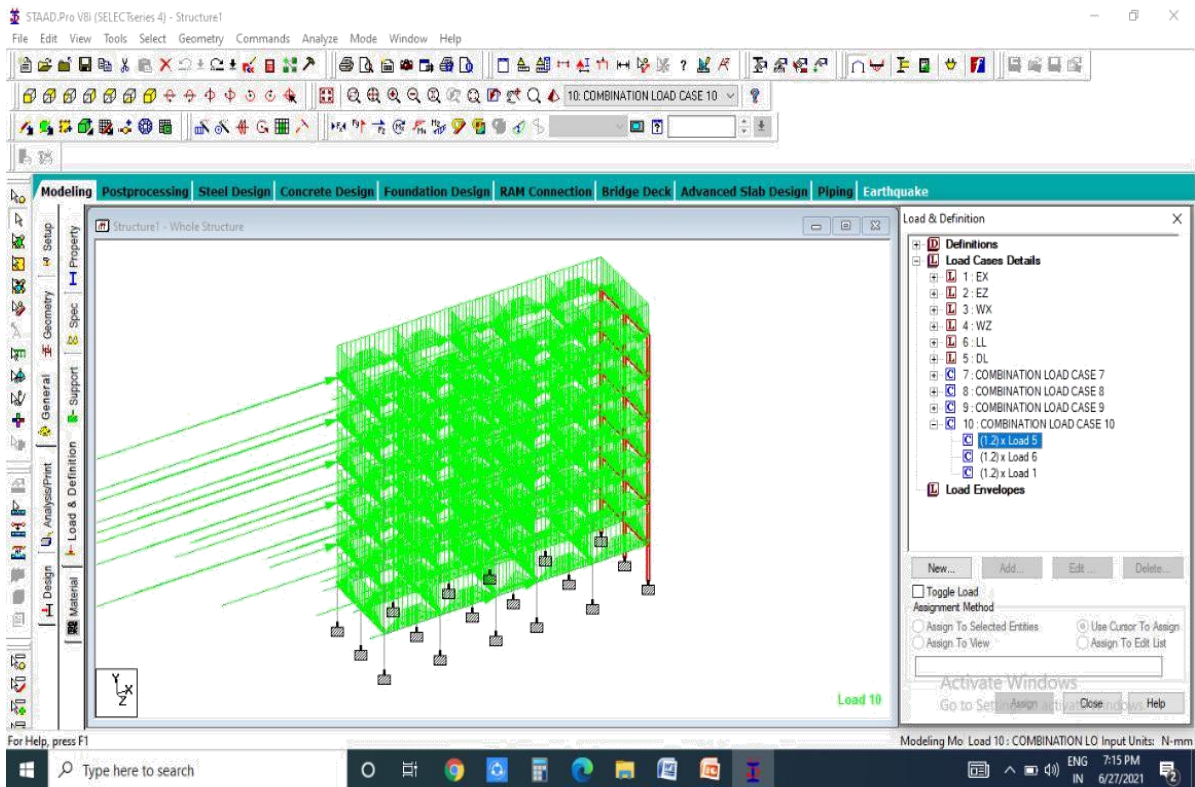 STAAD.Pro V8i (SELECTseries 4) - Structure1
File Edit View Tools Select Geometry Commands Analyze Mode Window Help
10: COMBINATION LOAD CASE 10
Modeling Postprocessing Steel Design Concrete Design Foundation Design RAM Connection Bridge Deck Advanced Slab Design Piping Earthquake
Setup
Geometry
General
Analysis/Print
Design
Property
Spec
Support
Load & Definition
Material
Structure1 - Whole Structure
Y
X
Z
Load 10
Load & Definition
Definitions
Load Cases Details
1 : EX
2 : EZ
3 : WX
4 : WZ
6 : LL
5 : DL
7 : COMBINATION LOAD CASE 7
8 : COMBINATION LOAD CASE 8
9 : COMBINATION LOAD CASE 9
10 : COMBINATION LOAD CASE 10
(1.2) x Load 5
(1.2) x Load 6
(1.2) x Load 1
Load Envelopes
New... Add... Edit ... Delete...
Toggle Load
Assignment Method
Assign To Selected Entities Use Cursor To Assign
Assign To View Assign To Edit List
Activate Windows
Go to Settings to activate Windows.
Assign Close Help
For Help, press F1 Modeling Mo Load 10 : COMBINATION LO Input Units: N-mm
Type here to search
ENG 7:15 PM
IN 6/27/2021
2